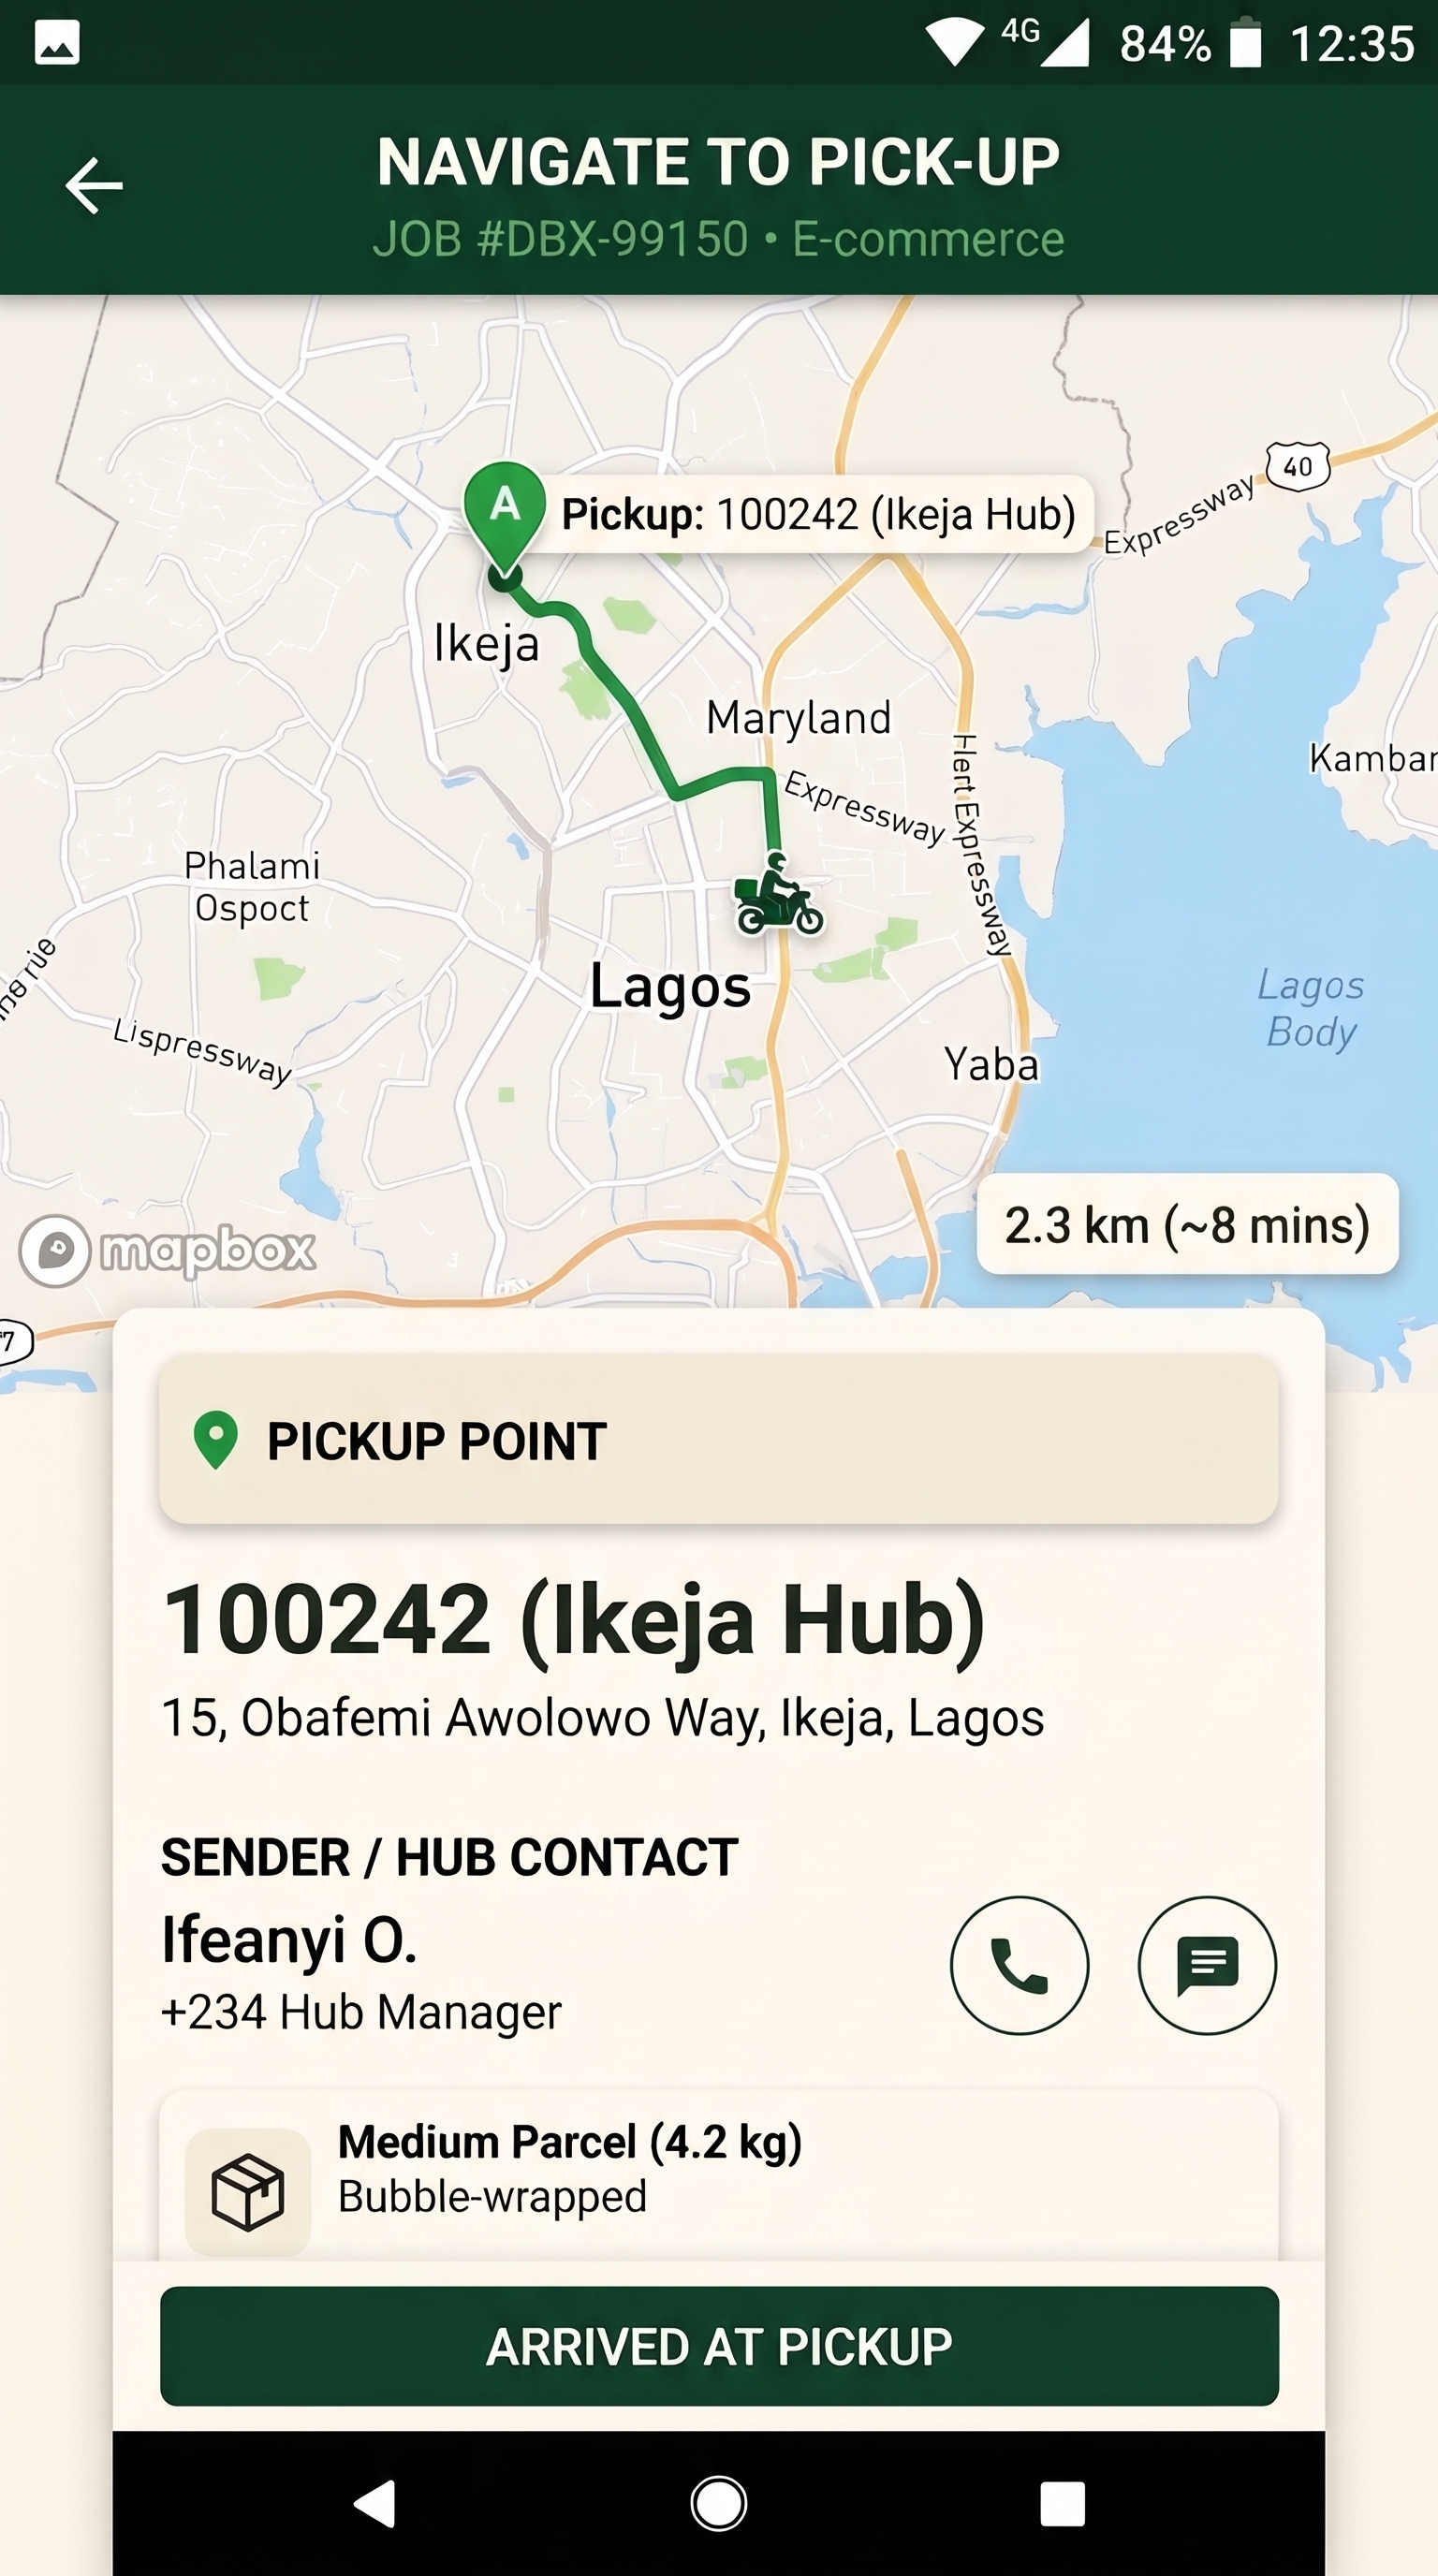 4G 84% 12:35
NAVIGATE TO PICK-UP
JOB #DBX-99150 • E-commerce
40
Expressway
A
Pickup: 100242 (Ikeja Hub)
Ikeja
Maryland
Kambar
Expressway
Hert Expressway
Phalami
Ospoct
Lagos
Lagos
Body
Lispressway
Yaba
2.3 km (~8 mins)
mapbox
PICKUP POINT
100242 (Ikeja Hub)
15, Obafemi Awolowo Way, Ikeja, Lagos
SENDER / HUB CONTACT
Ifeanyi O.
+234 Hub Manager
Medium Parcel (4.2 kg)
Bubble-wrapped
ARRIVED AT PICKUP